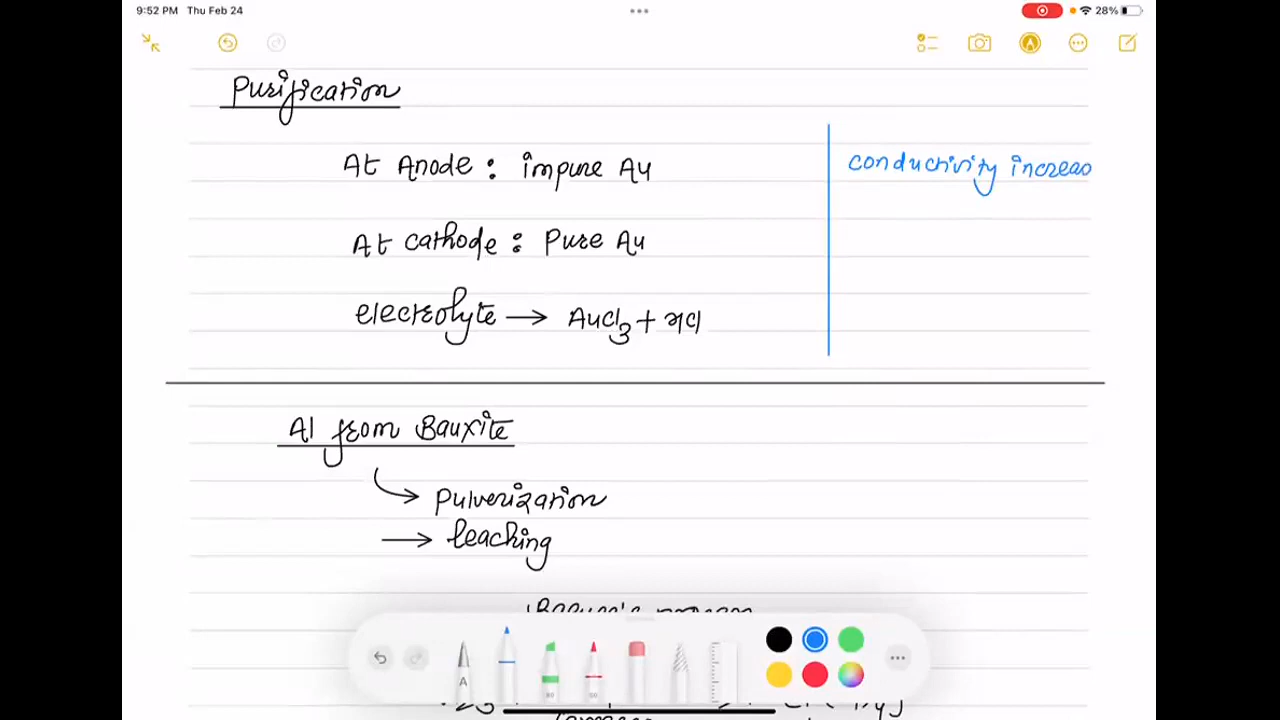 9:52 PM Thu Feb 24
28%
Purification
At Anode : impure Au
conductivity increas
At cathode : Pure Au
electrolyte → AuCl3 + HCl
Al from Bauxite
→ Pulverization
→ leaching